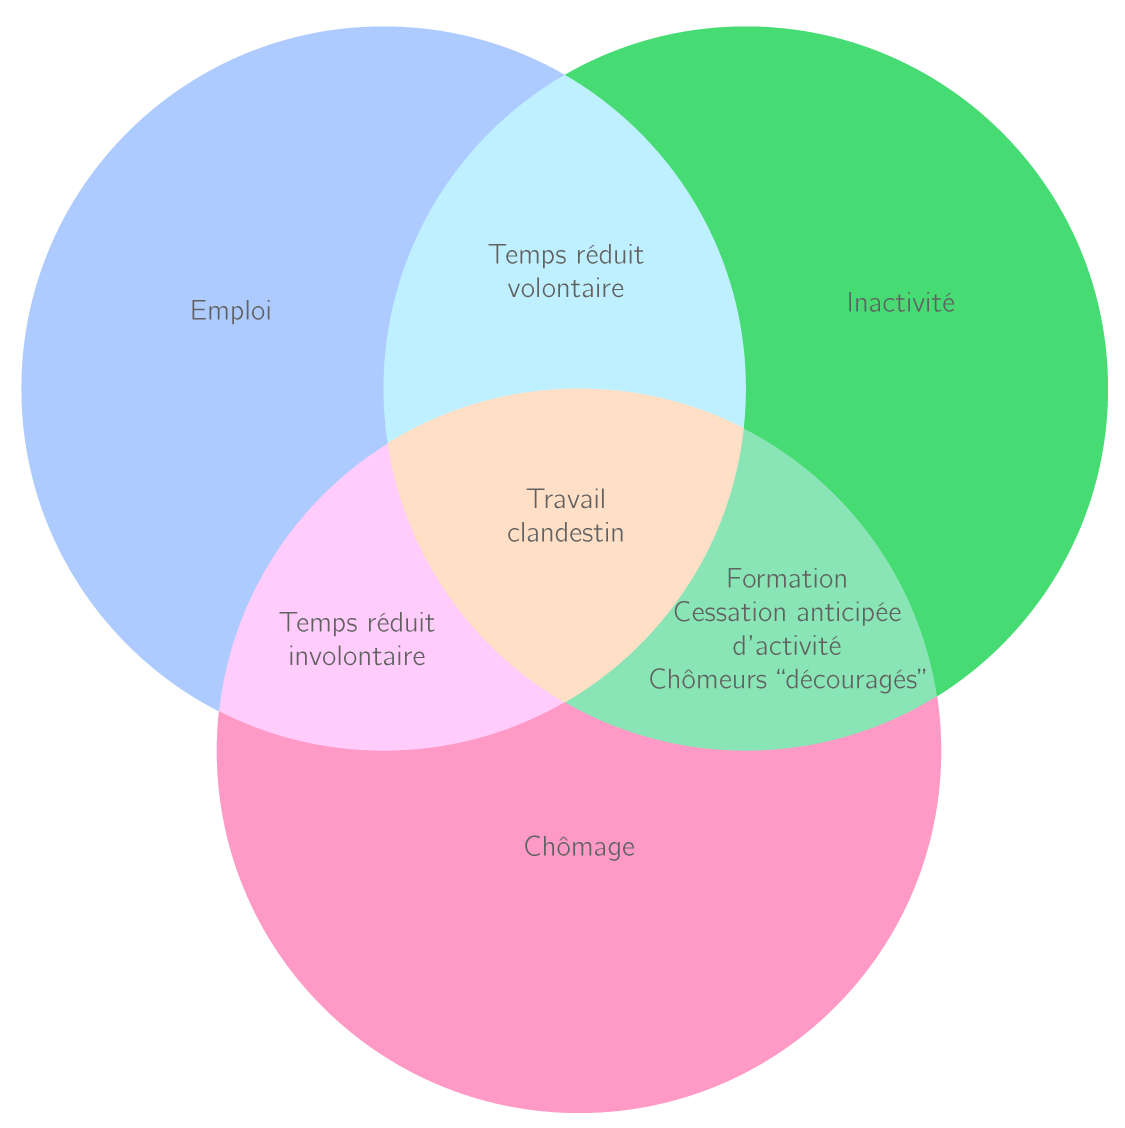 Temps réduit
volontaire
Emploi
Inactivité
Travail
clandestin
Formation
Cessation anticipée
d'activité
Chômeurs “découragés”
Temps réduit
involontaire
Chômage